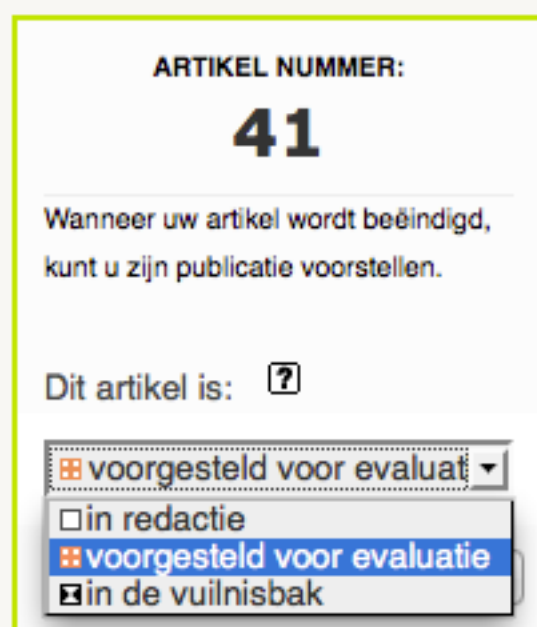 ARTIKEL NUMMER:
41
Wanneer uw artikel wordt beëindigd,
kunt u zijn publicatie voorstellen.
Dit artikel is: ?
voorgesteld voor evaluat
in redactie
voorgesteld voor evaluatie
in de vuilnisbak